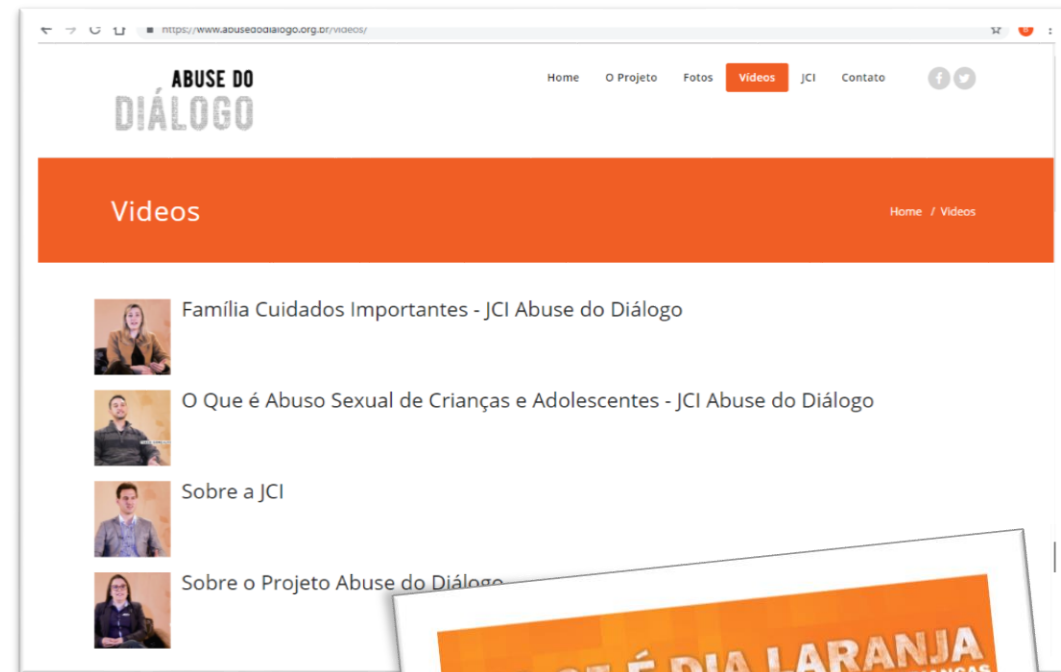 https://www.abusedodialogo.org.br/videos/
ABUSE DO
DIÁLOGO
Home O Projeto Fotos Vídeos JCI Contato
Videos
Home / Videos
Família Cuidados Importantes - JCI Abuse do Diálogo
O Que é Abuso Sexual de Crianças e Adolescentes - JCI Abuse do Diálogo
Sobre a JCI
Sobre o Projeto Abuse do Diálogo
É DIA LARANJA